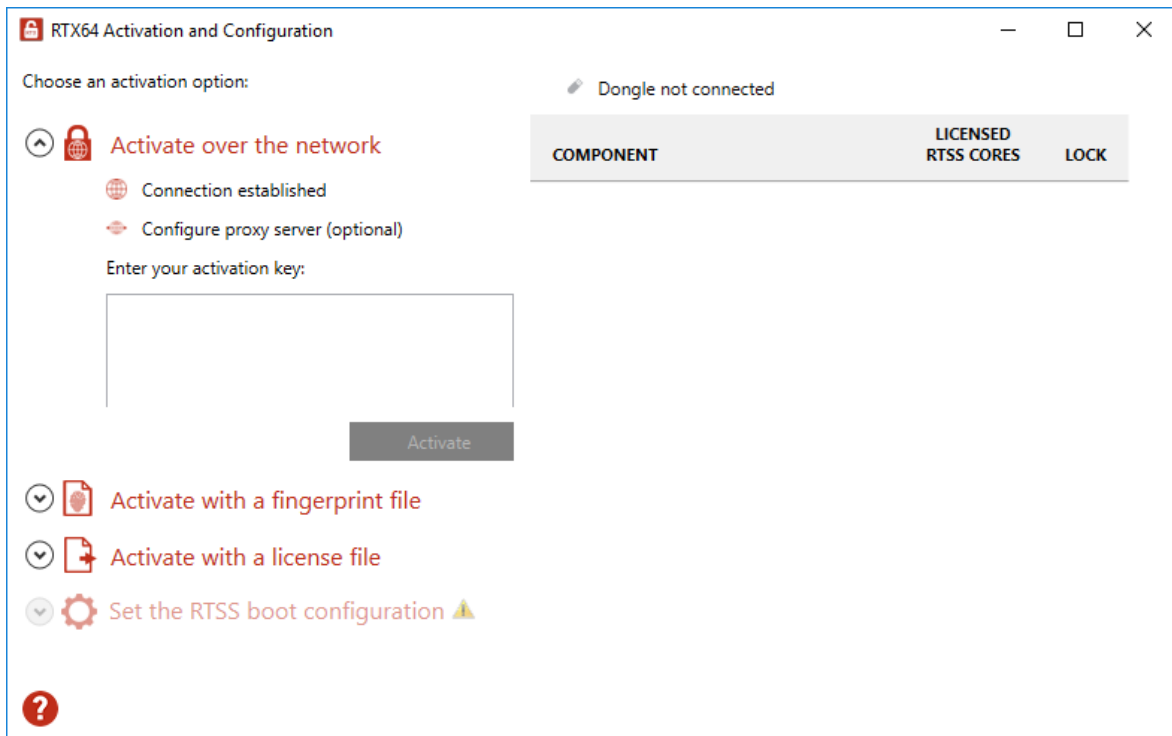 RTX64 Activation and Configuration
Choose an activation option:
Activate over the network
Connection established
Configure proxy server (optional)
Enter your activation key:
Activate
Activate with a fingerprint file
Activate with a license file
Set the RTSS boot configuration
Dongle not connected
COMPONENT
LICENSED
RTSS CORES
LOCK